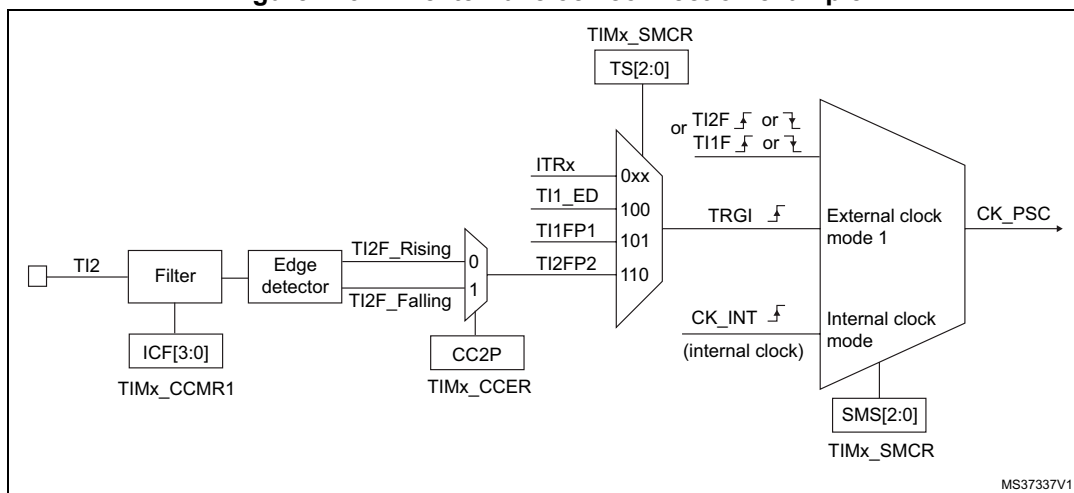 TIMx_SMCR
TS[2:0]
or TI2F or
TI1F or
ITRx
0xx
TI1_ED
100
TI1FP1
101
TI2FP2
110
TRGI
External clock
mode 1
CK_PSC
TI2
Filter
Edge
detector
TI2F_Rising
0
TI2F_Falling
1
ICF[3:0]
TIMx_CCMR1
CC2P
TIMx_CCER
CK_INT
(internal clock)
Internal clock
mode
SMS[2:0]
TIMx_SMCR
MS37337V1